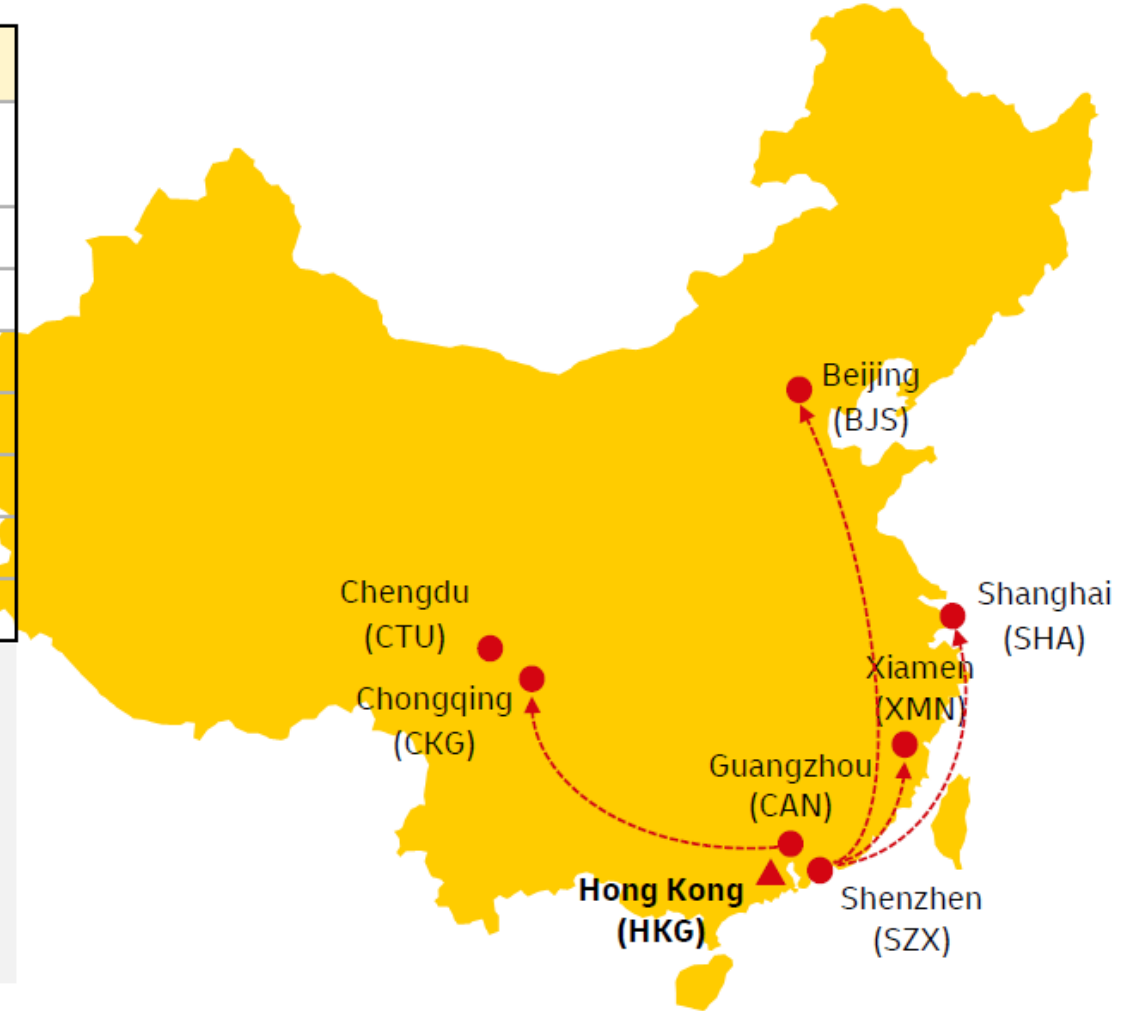 Beijing
(BJS)
Shanghai
(SHA)
Chengdu
(CTU)
Xiamen
(XMN)
Chongqing
(CKG)
Guangzhou
(CAN)
Hong Kong
(HKG)
Shenzhen
(SZX)